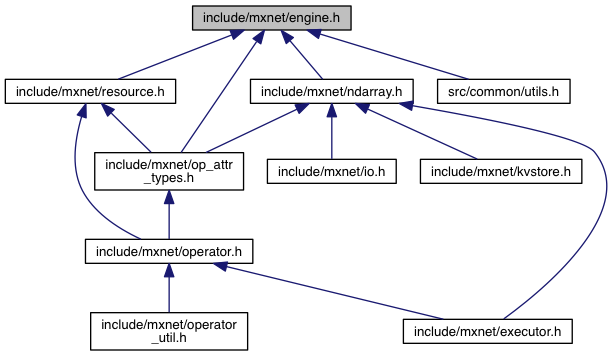 include/mxnet/engine.h
include/mxnet/resource.h
include/mxnet/ndarray.h
src/common/utils.h
include/mxnet/op_attr
_types.h
include/mxnet/io.h
include/mxnet/kvstore.h
include/mxnet/operator.h
include/mxnet/operator
_util.h
include/mxnet/executor.h